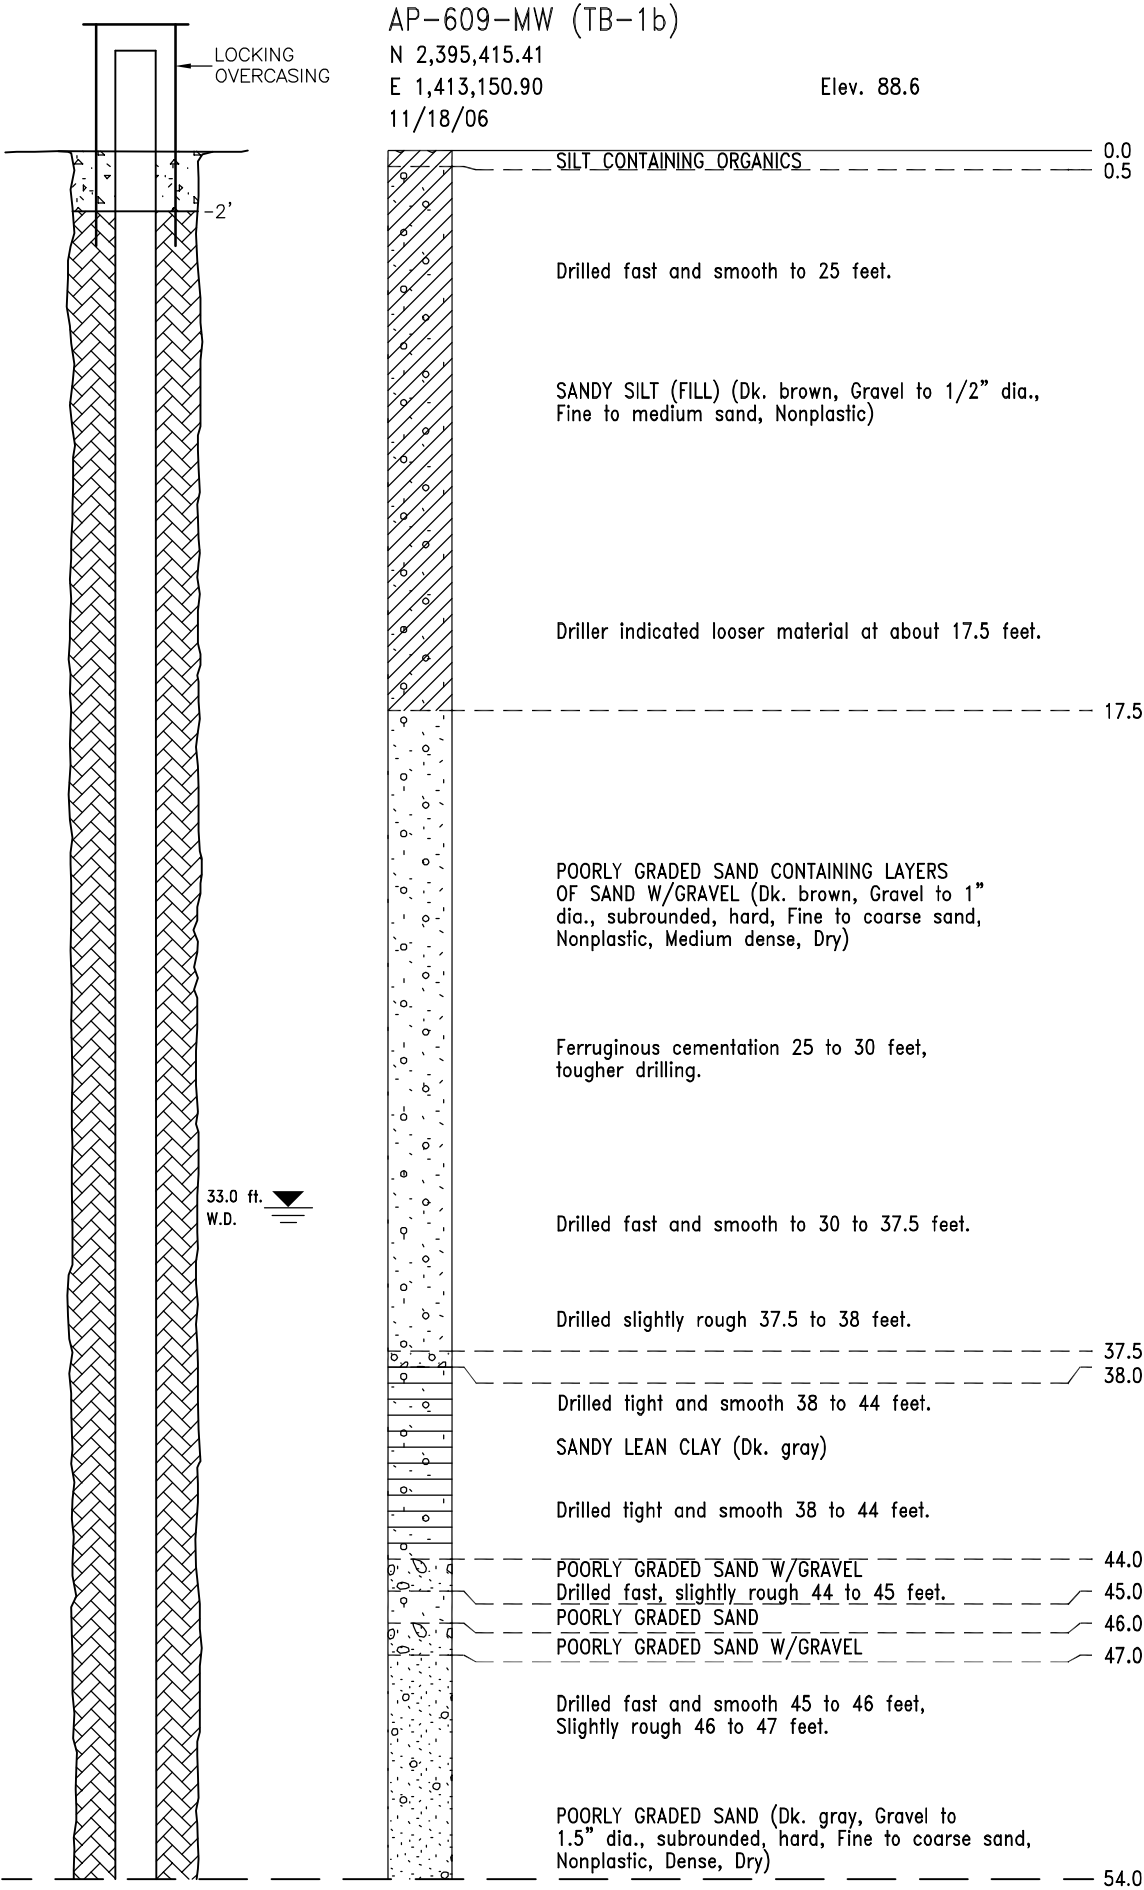 AP-609-MW (TB-1b)
N 2,395,415.41
E 1,413,150.90
Elev. 88.6
11/18/06
LOCKING
OVERCASING
-2'
0.0
SILT CONTAINING ORGANICS
0.5
Drilled fast and smooth to 25 feet.
SANDY SILT (FILL) (Dk. brown, Gravel to 1/2" dia.,
Fine to medium sand, Nonplastic)
Driller indicated looser material at about 17.5 feet.
17.5
POORLY GRADED SAND CONTAINING LAYERS
OF SAND W/GRAVEL (Dk. brown, Gravel to 1"
dia., subrounded, hard, Fine to coarse sand,
Nonplastic, Medium dense, Dry)
Ferruginous cementation 25 to 30 feet,
tougher drilling.
33.0 ft.
W.D.
Drilled fast and smooth to 30 to 37.5 feet.
Drilled slightly rough 37.5 to 38 feet.
37.5
38.0
Drilled tight and smooth 38 to 44 feet.
SANDY LEAN CLAY (Dk. gray)
Drilled tight and smooth 38 to 44 feet.
44.0
POORLY GRADED SAND W/GRAVEL
Drilled fast, slightly rough 44 to 45 feet.
45.0
POORLY GRADED SAND
46.0
POORLY GRADED SAND W/GRAVEL
47.0
Drilled fast and smooth 45 to 46 feet,
Slightly rough 46 to 47 feet.
POORLY GRADED SAND (Dk. gray, Gravel to
1.5" dia., subrounded, hard, Fine to coarse sand,
Nonplastic, Dense, Dry)
54.0